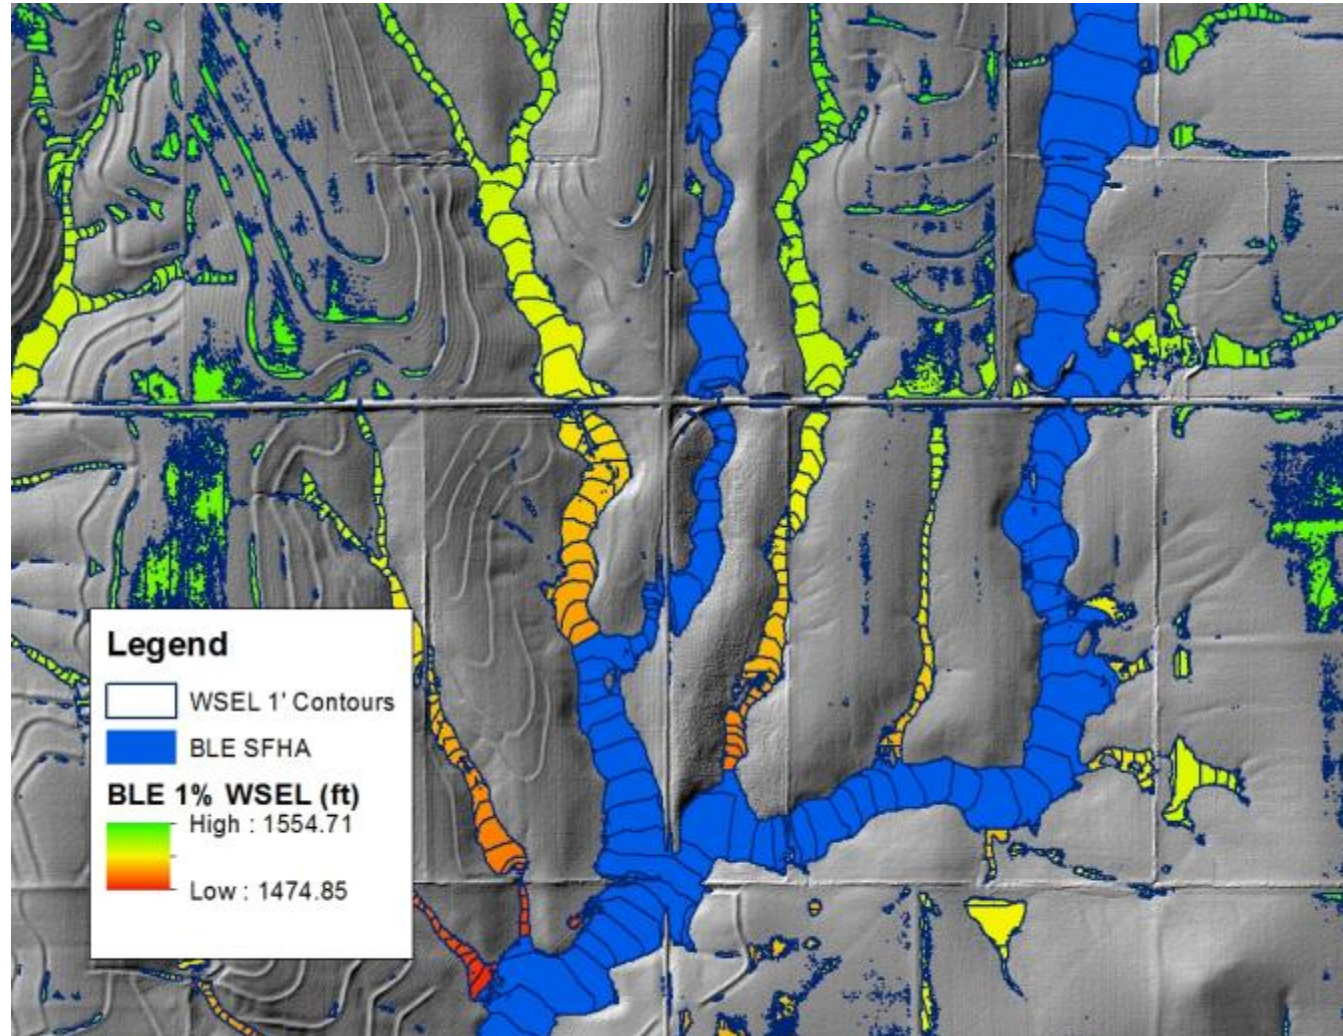 Legend
WSEL 1' Contours
BLE SFHA
BLE 1% WSEL (ft)
High : 1554.71
Low : 1474.85